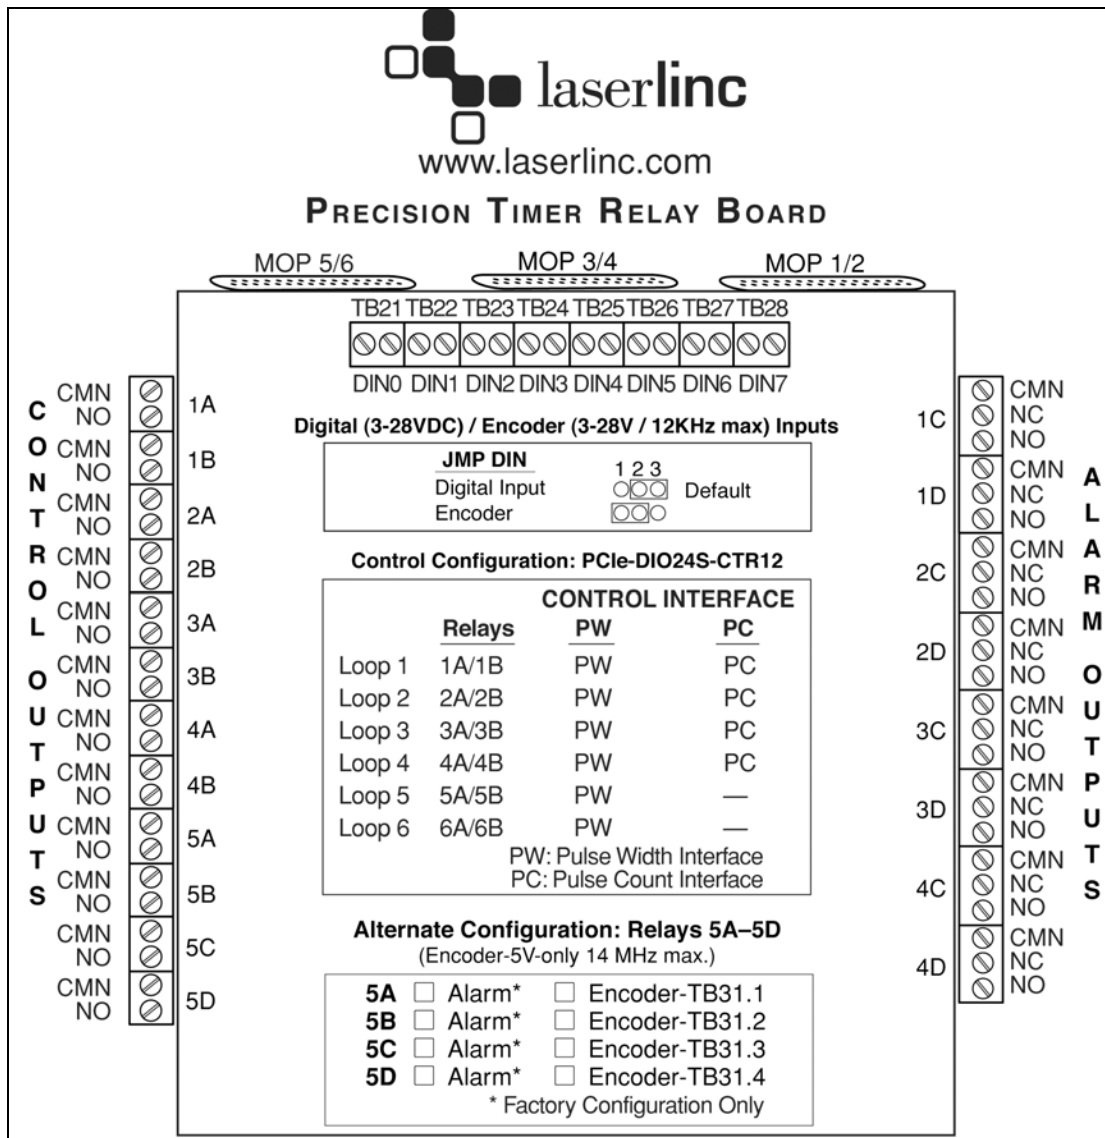 laserlinc
www.laserlinc.com
PRECISION TIMER RELAY BOARD
MOP 5/6 MOP 3/4 MOP 1/2
TB21 TB22 TB23 TB24 TB25 TB26 TB27 TB28
DIN0 DIN1 DIN2 DIN3 DIN4 DIN5 DIN6 DIN7
Digital (3-28VDC) / Encoder (3-28V / 12KHz max) Inputs
JMP DIN 1 2 3
Digital Input Default
Encoder
Control Configuration: PCIe-DIO24S-CTR12
CONTROL INTERFACE
Relays PW PC
Loop 1 1A/1B PW PC
Loop 2 2A/2B PW PC
Loop 3 3A/3B PW PC
Loop 4 4A/4B PW PC
Loop 5 5A/5B PW —
Loop 6 6A/6B PW —
PW: Pulse Width Interface
PC: Pulse Count Interface
Alternate Configuration: Relays 5A–5D
(Encoder-5V-only 14 MHz max.)
5A Alarm* Encoder-TB31.1
5B Alarm* Encoder-TB31.2
5C Alarm* Encoder-TB31.3
5D Alarm* Encoder-TB31.4
* Factory Configuration Only
CONTROL OUTPUTS
CMN
NO 1A
CMN
NO 1B
CMN
NO 2A
CMN
NO 2B
CMN
NO 3A
CMN
NO 3B
CMN
NO 4A
CMN
NO 4B
CMN
NO 5A
CMN
NO 5B
CMN
NO 5C
CMN
NO 5D
ALARM OUTPUTS
CMN
1C NC
NO
CMN
1D NC
NO
CMN
2C NC
NO
CMN
2D NC
NO
CMN
3C NC
NO
CMN
3D NC
NO
CMN
4C NC
NO
CMN
4D NC
NO